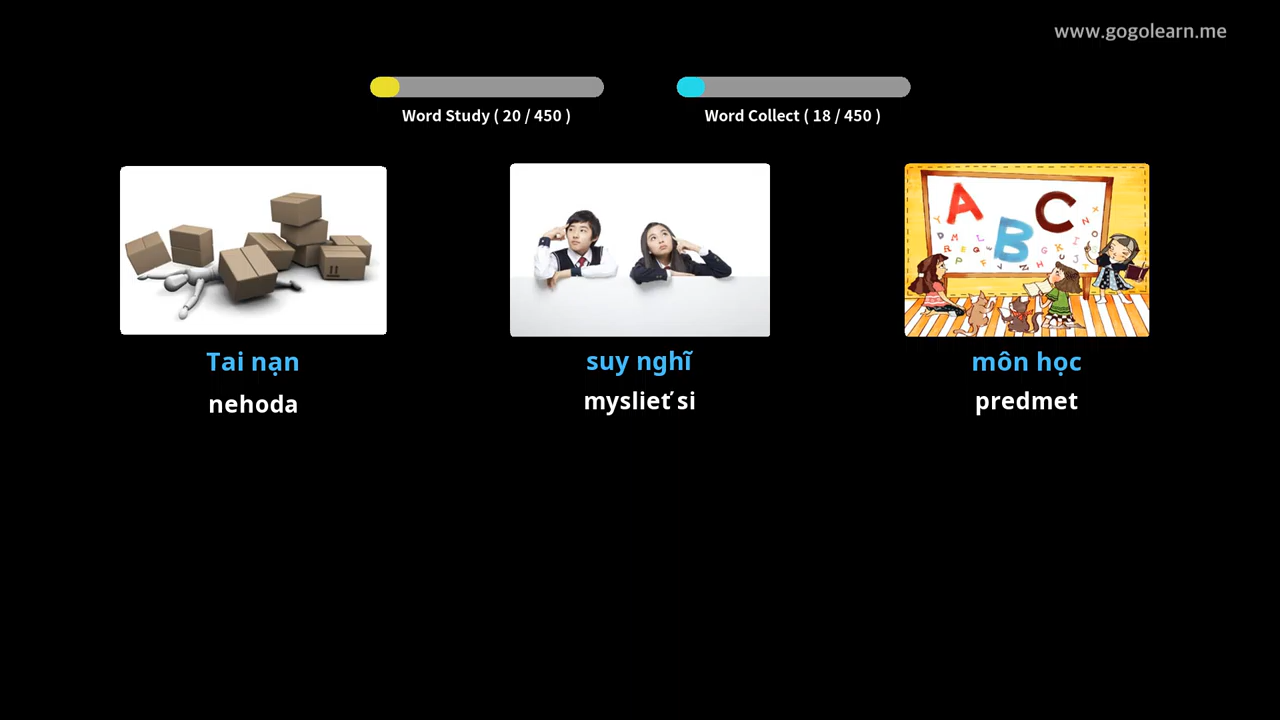 www.gogolearn.me
Word Study ( 20 / 450 )
Word Collect ( 18 / 450 )
A B C
Tai nạn
suy nghĩ
môn học
nehoda
myslieť si
predmet